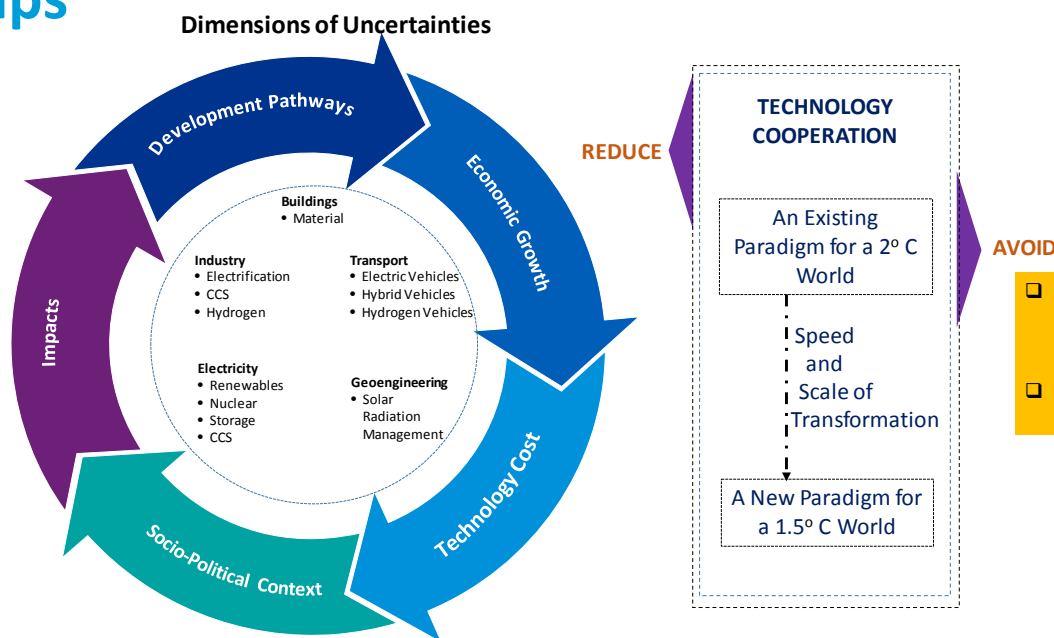 Dimensions of Uncertainties
Development Pathways
Economic Growth
Technology Cost
Socio-Political Context
Impacts
Buildings
• Material
Industry
• Electrification
• CCS
• Hydrogen
Transport
• Electric Vehicles
• Hybrid Vehicles
• Hydrogen Vehicles
Electricity
• Renewables
• Nuclear
• Storage
• CCS
Geoengineering
• Solar
Radiation
Management
REDUCE
TECHNOLOGY
COOPERATION
An Existing
Paradigm for a 2° C
World
Speed
and
Scale of
Transformation
A New Paradigm for
a 1.5° C World
AVOID